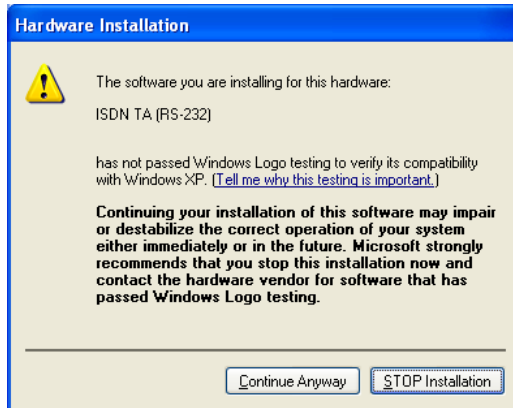 Hardware Installation
The software you are installing for this hardware:
ISDN TA (RS-232)
has not passed Windows Logo testing to verify its compatibility
with Windows XP. (Tell me why this testing is important.)
Continuing your installation of this software may impair
or destabilize the correct operation of your system
either immediately or in the future. Microsoft strongly
recommends that you stop this installation now and
contact the hardware vendor for software that has
passed Windows Logo testing.
Continue Anyway
STOP Installation